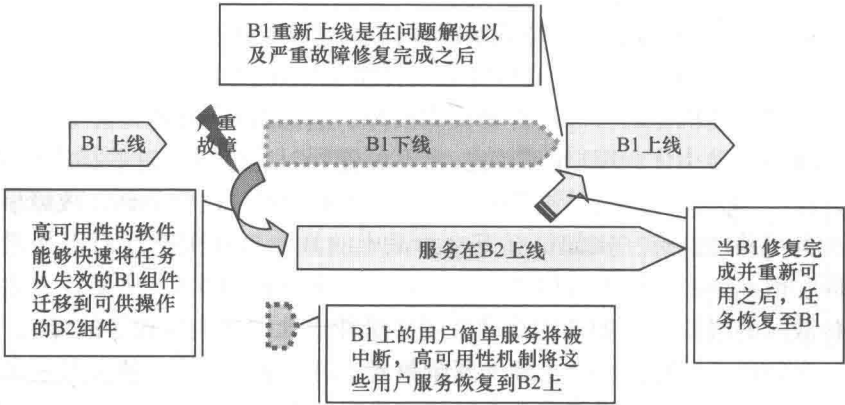 B1重新上线是在问题解决以
及严重故障修复完成之后
B1上线
严重
故障
B1下线
B1上线
高可用性的软件
能够快速将任务
从失效的B1组件
迁移到可供操作
的B2组件
服务在B2上线
当B1修复完
成并重新可
用之后，任
务恢复至B1
B1上的用户简单服务将被
中断，高可用性机制将这
些用户服务恢复到B2上